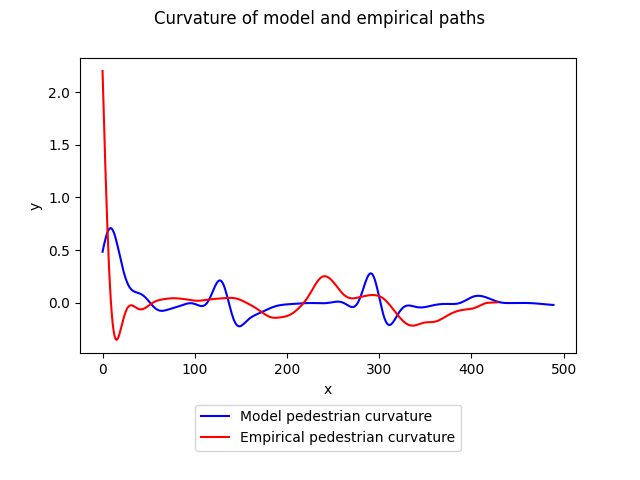 Curvature of model and empirical paths
2.0
1.5
1.0
0.5
0.0
y
0 100 200 300 400 500
x
Model pedestrian curvature
Empirical pedestrian curvature